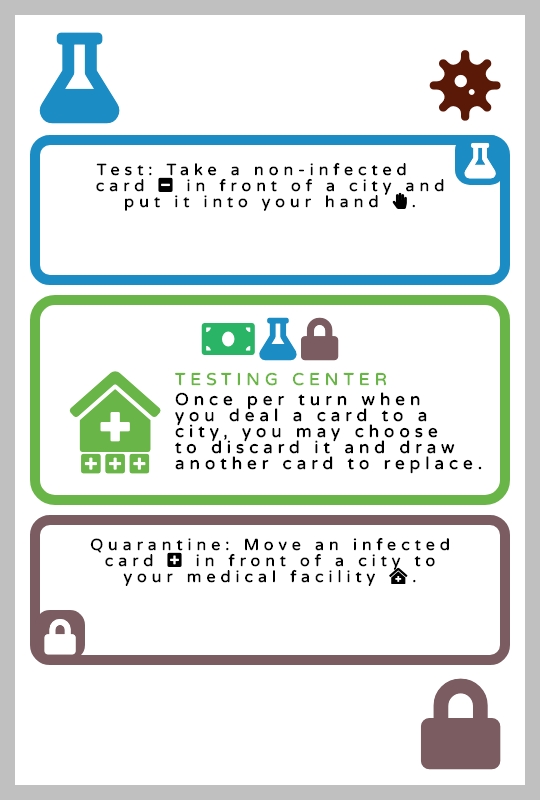 Test: Take a non-infected
card in front of a city and
put it into your hand .
TESTING CENTER
Once per turn when
you deal a card to a
city, you may choose
to discard it and draw
another card to replace.
Quarantine: Move an infected
card in front of a city to
your medical facility .